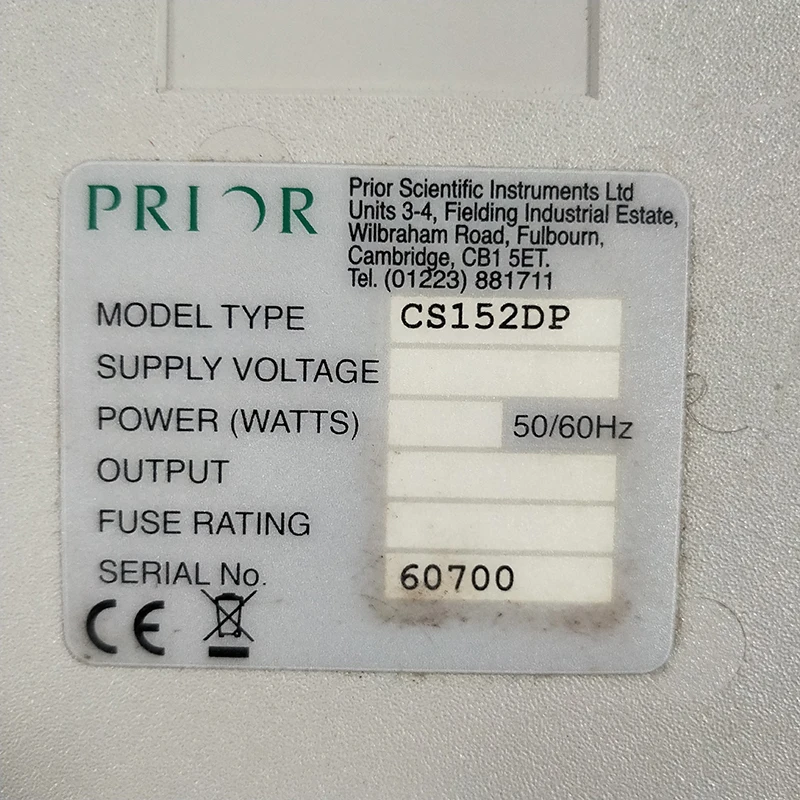 PRIOR
Prior Scientific Instruments Ltd
Units 3-4, Fielding Industrial Estate,
Wilbraham Road, Fulbourn,
Cambridge, CB1 5ET.
Tel. (01223) 881711
MODEL TYPE CS152DP
SUPPLY VOLTAGE
POWER (WATTS) 50/60Hz
OUTPUT
FUSE RATING
SERIAL No. 60700
CE